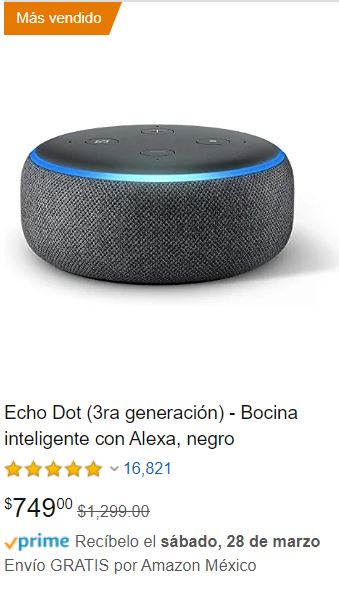 Más vendido
Echo Dot (3ra generación) - Bocina
inteligente con Alexa, negro
16,821
$74900 $1,299.00
prime Recíbelo el sábado, 28 de marzo
Envío GRATIS por Amazon México